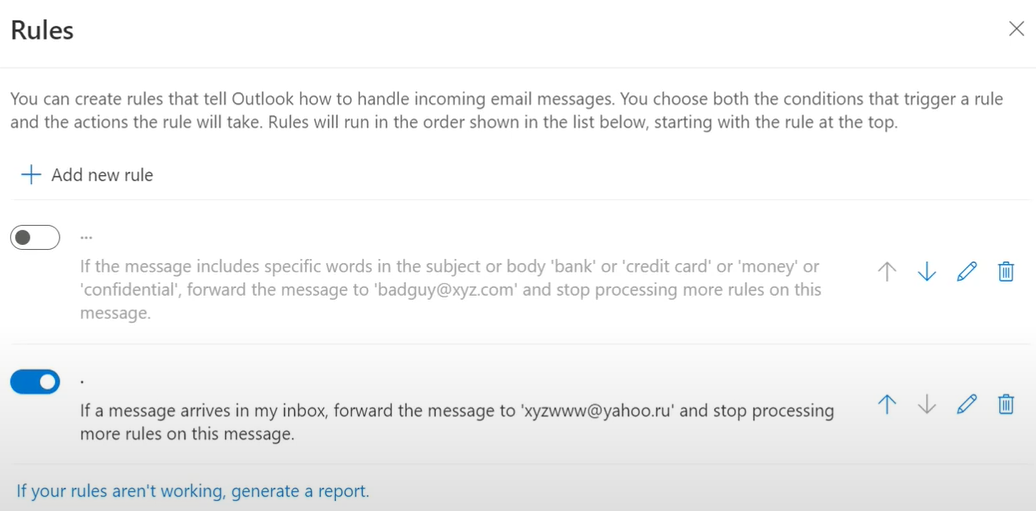 Rules
You can create rules that tell Outlook how to handle incoming email messages. You choose both the conditions that trigger a rule
and the actions the rule will take. Rules will run in the order shown in the list below, starting with the rule at the top.
Add new rule
...
If the message includes specific words in the subject or body 'bank' or 'credit card' or 'money' or
'confidential', forward the message to 'badguy@xyz.com' and stop processing more rules on this
message.
.
If a message arrives in my inbox, forward the message to 'xyzwww@yahoo.ru' and stop processing
more rules on this message.
If your rules aren't working, generate a report.